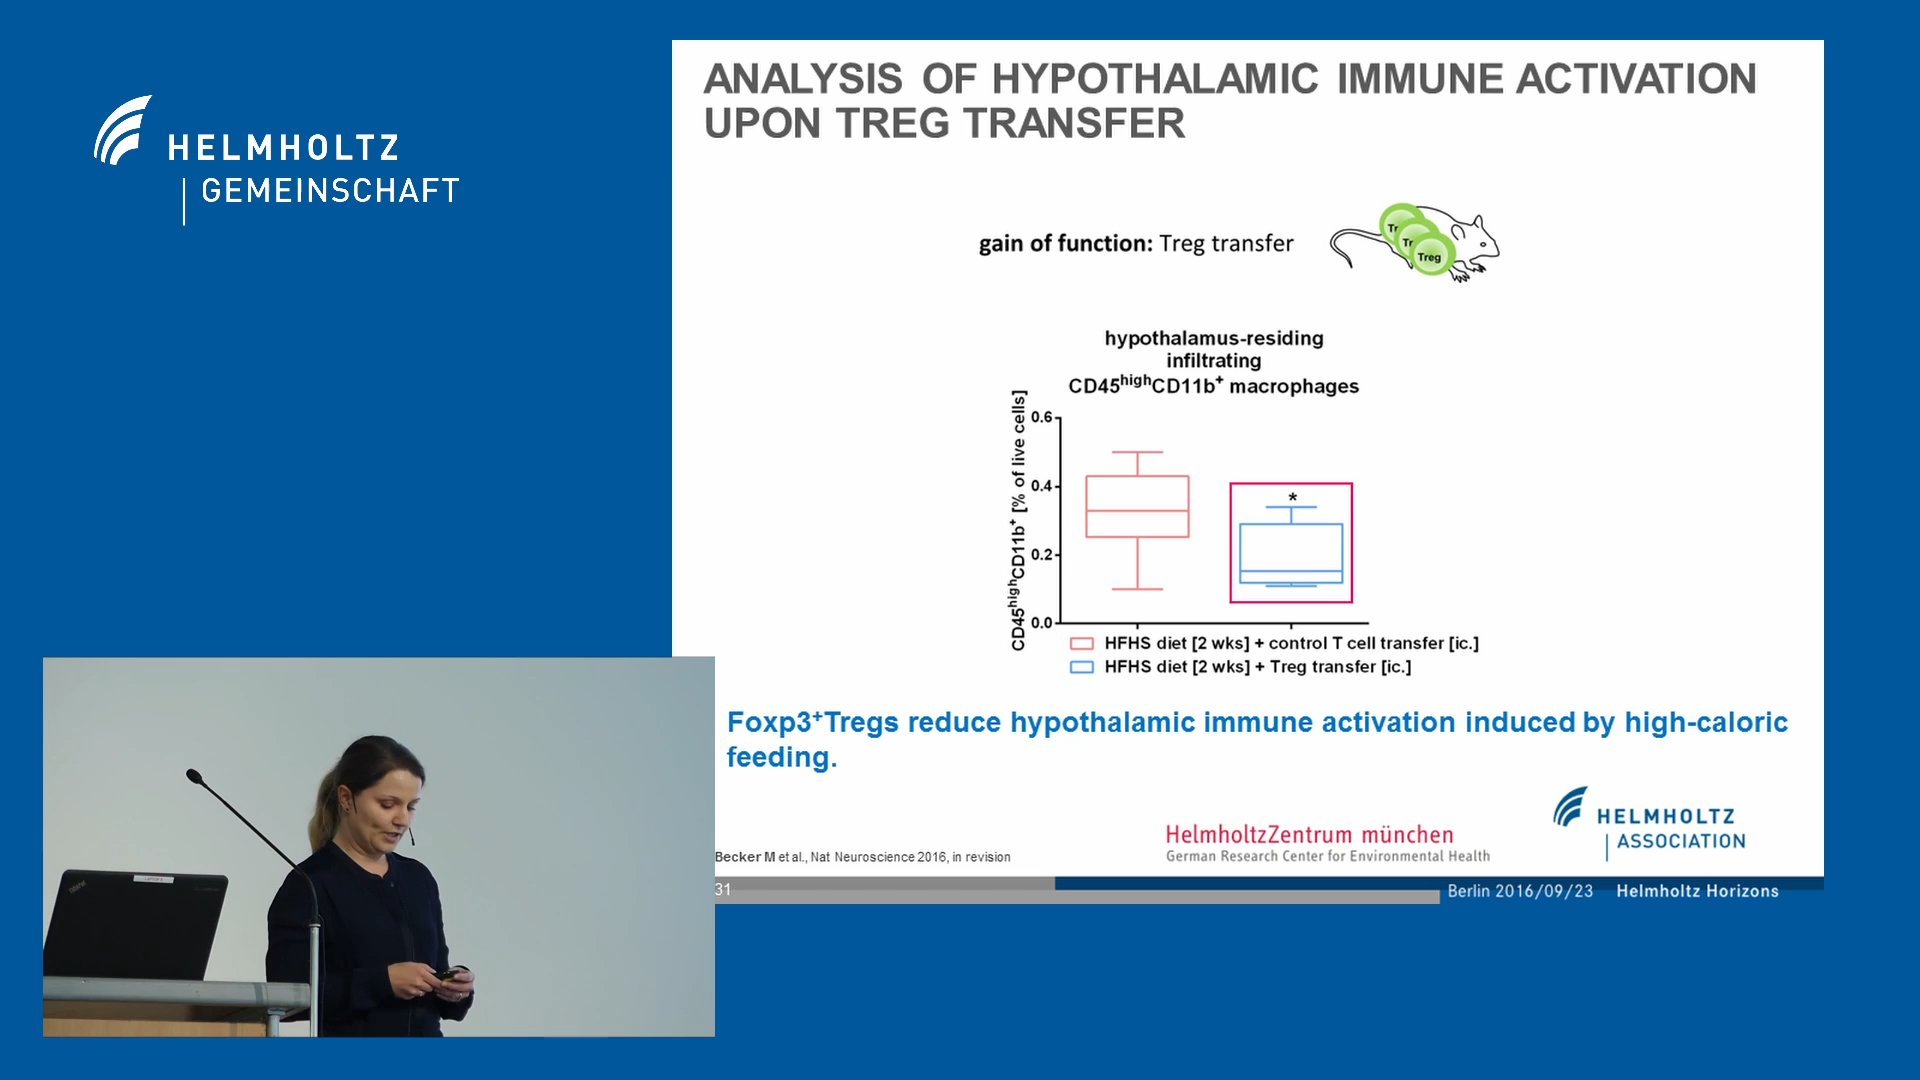 HELMHOLTZ
GEMEINSCHAFT
ANALYSIS OF HYPOTHALAMIC IMMUNE ACTIVATION
UPON TREG TRANSFER
gain of function: Treg transfer
Tr
Tr
Treg
hypothalamus-residing
infiltrating
CD45highCD11b+ macrophages
CD45highCD11b+ [% of live cells]
0.6
0.4
0.2
0.0
*
HFHS diet [2 wks] + control T cell transfer [ic.]
HFHS diet [2 wks] + Treg transfer [ic.]
Foxp3+Tregs reduce hypothalamic immune activation induced by high-caloric
feeding.
HELMHOLTZ
ASSOCIATION
HelmholtzZentrum münchen
German Research Center for Environmental Health
Becker M et al., Nat Neuroscience 2016, in revision
31
Berlin 2016/09/23 Helmholtz Horizons